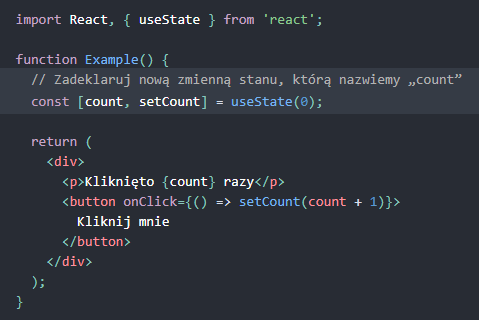 import React, { useState } from 'react';
function Example() {
// Zadeklaruj nową zmienną stanu, którą nazwiemy „count”
const [count, setCount] = useState(0);
return (
<div>
<p>Kliknięto {count} razy</p>
<button onClick={() => setCount(count + 1)}>
Kliknij mnie
</button>
</div>
);
}